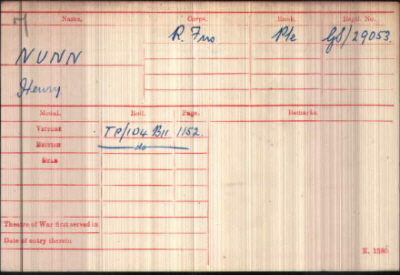 Name. Corps. Rank. Regtl. No.
NUNN R. Fus Pte GS/29053.
Henry
Medal. Roll. Page. Remarks.
Victory TP/104 B11 1152.
British do
Star
Theatre of War first served in
Date of entry therein
K. 1380